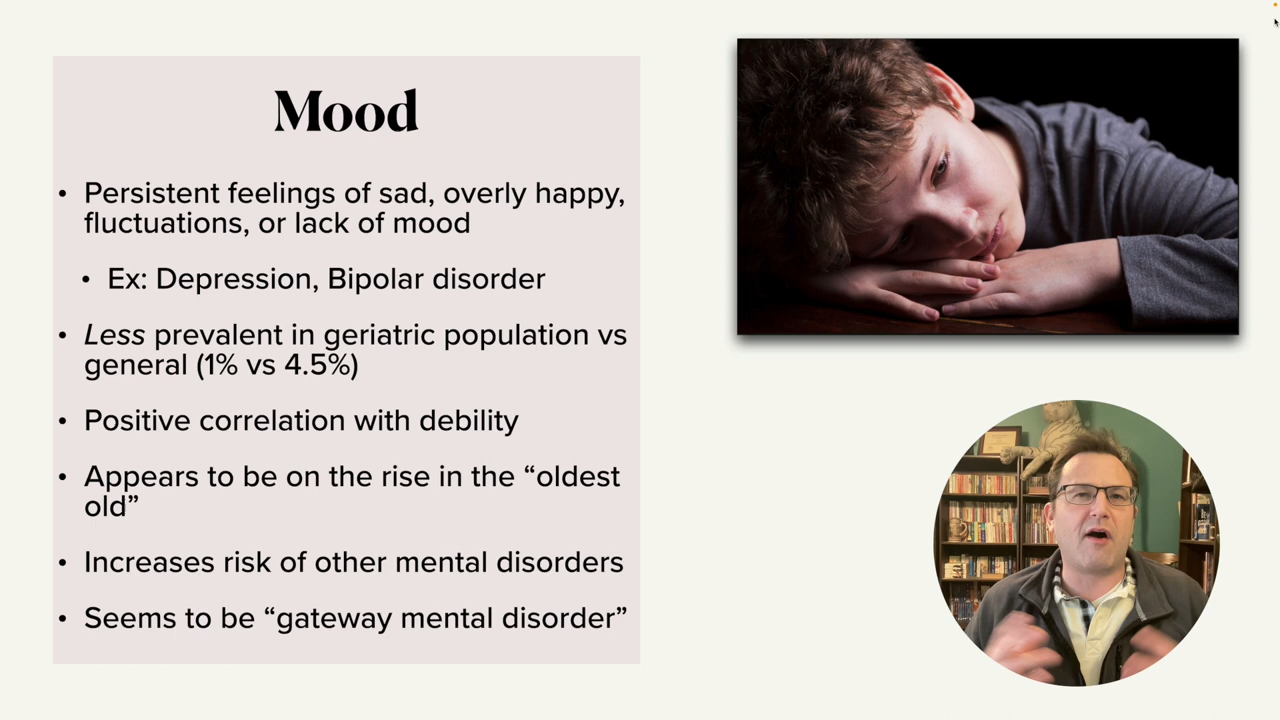 Mood
• Persistent feelings of sad, overly happy,
fluctuations, or lack of mood
• Ex: Depression, Bipolar disorder
• Less prevalent in geriatric population vs
general (1% vs 4.5%)
• Positive correlation with debility
• Appears to be on the rise in the “oldest
old”
• Increases risk of other mental disorders
• Seems to be “gateway mental disorder”